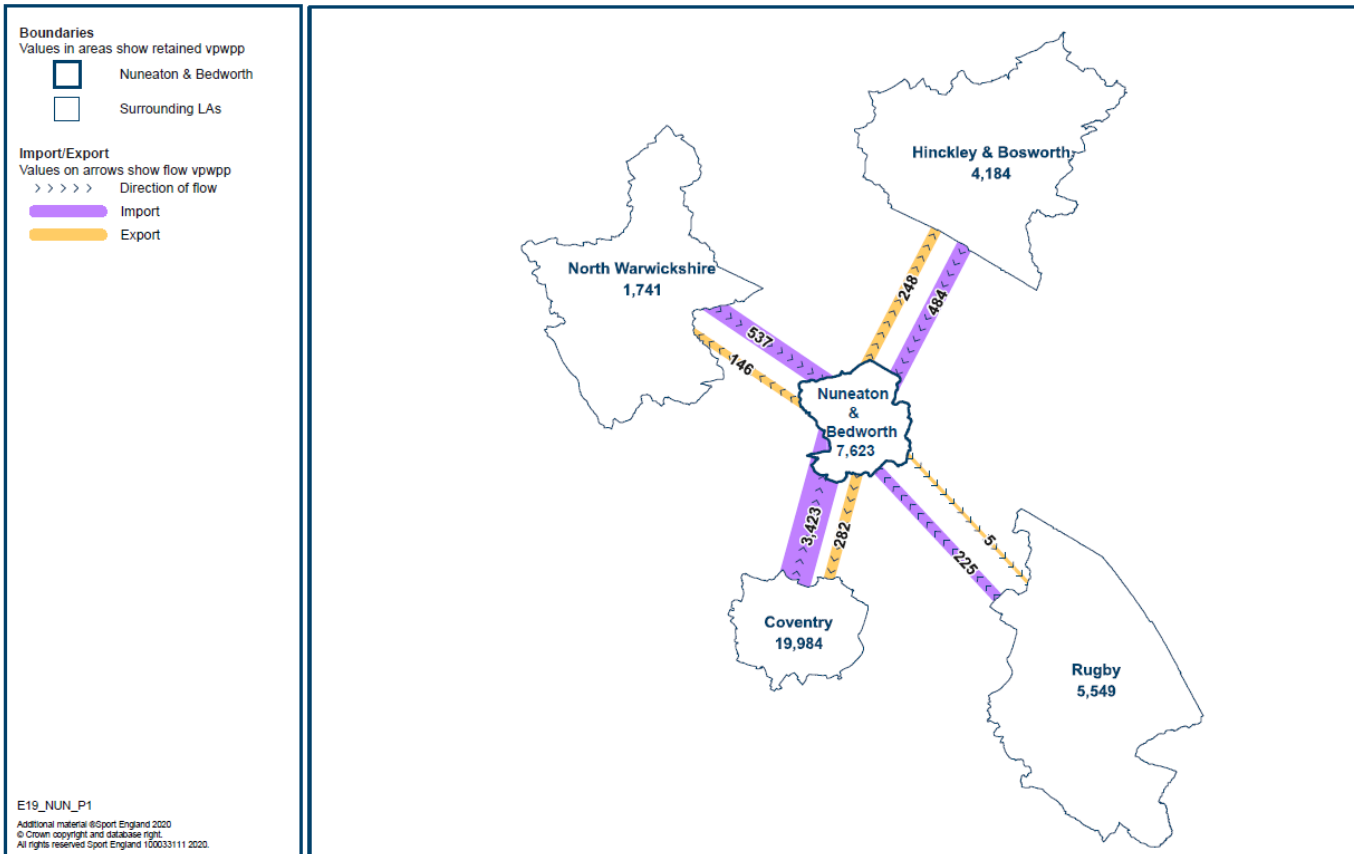 Boundaries
Values in areas show retained vpwpp
Nuneaton & Bedworth
Surrounding LAs
Import/Export
Values on arrows show flow vpwpp
Direction of flow
Import
Export
E19_NUN_P1
Additional material ©Sport England 2020
© Crown copyright and database right.
All rights reserved Sport England 100033111 2020.
Hinckley & Bosworth
4,184
North Warwickshire
1,741
248
484
537
146
Nuneaton
&
Bedworth
7,623
3,423
282
5
225
Coventry
19,984
Rugby
5,549